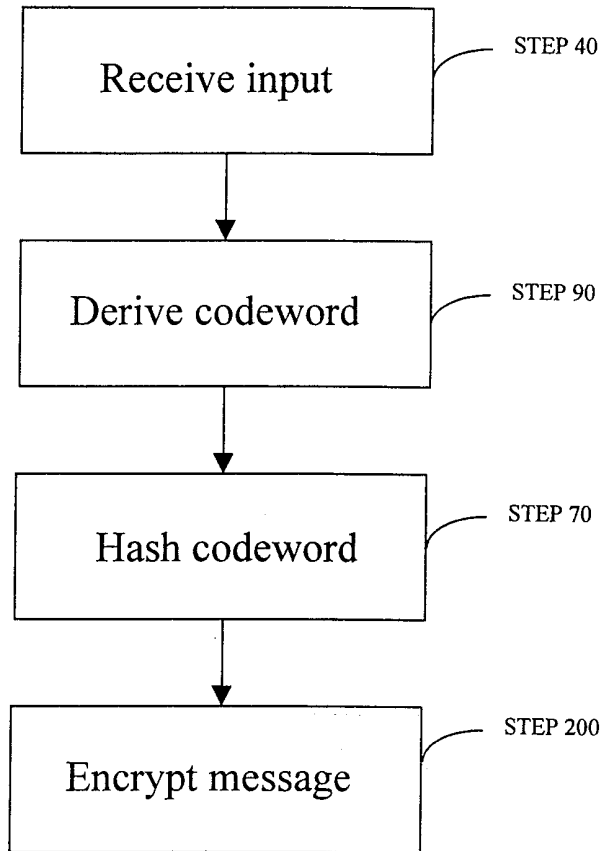 Receive input
STEP 40
Derive codeword
STEP 90
Hash codeword
STEP 70
Encrypt message
STEP 200